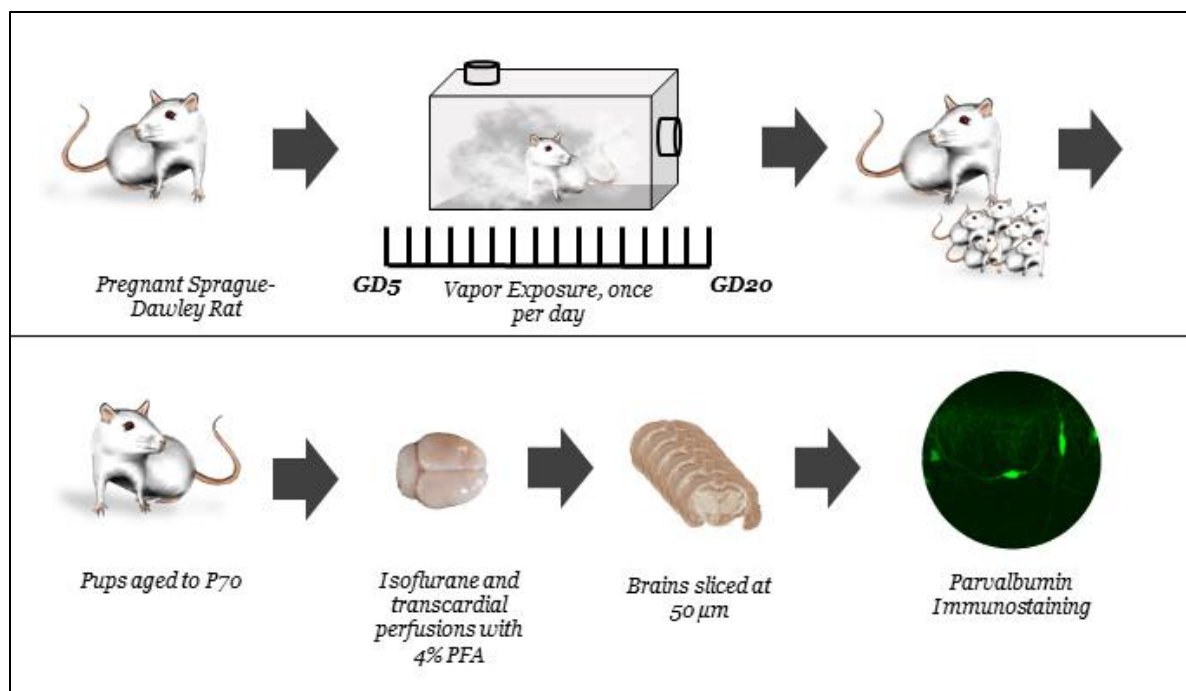 Pregnant Sprague-
Dawley Rat
GD5
Vapor Exposure, once
per day
GD20
Pups aged to P70
Isoflurane and
transcardial
perfusions with
4% PFA
Brains sliced at
50 µm
Parvalbumin
Immunostaining